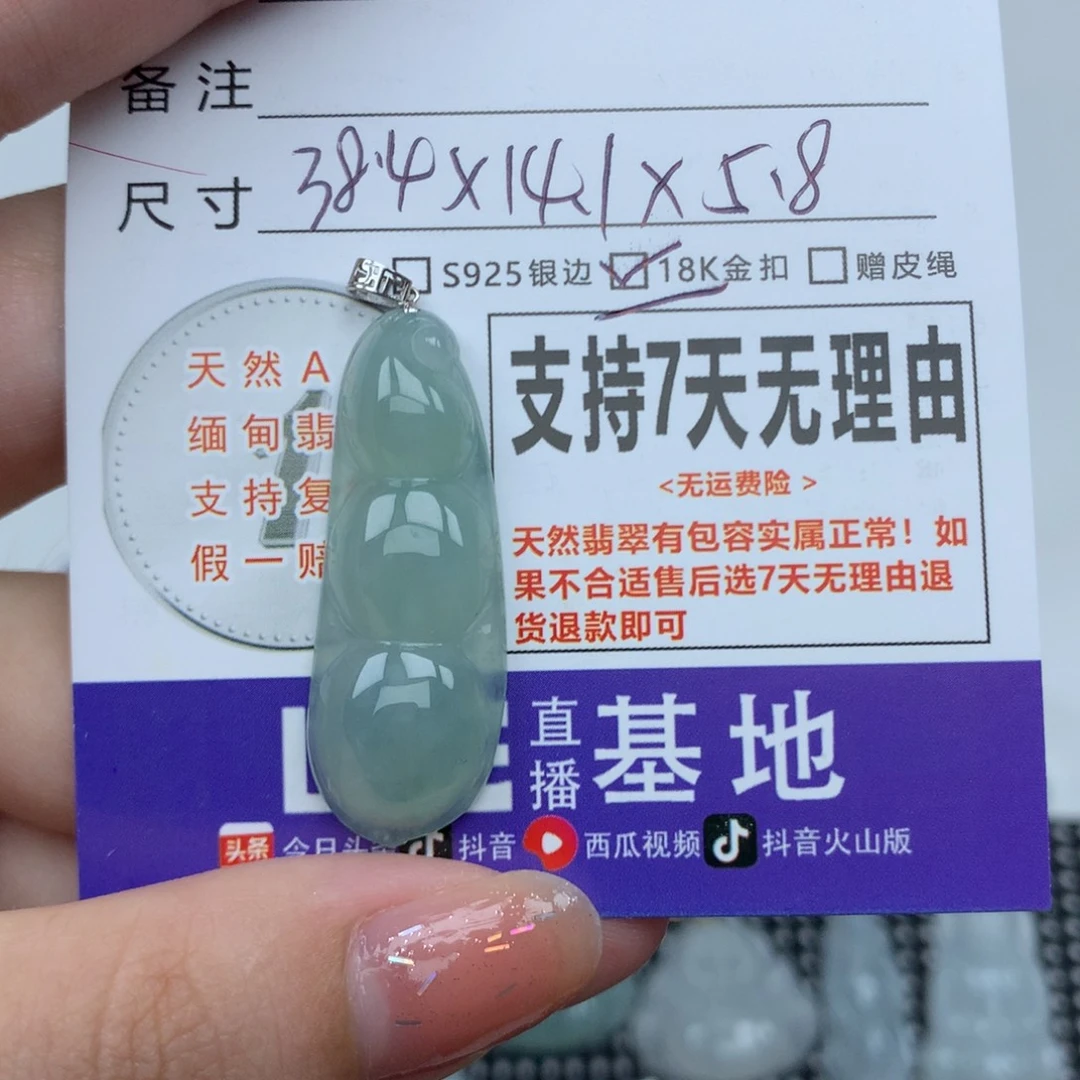 备注
尺寸 38.4x14.1x5.8
S925银边 18K金扣 赠皮绳
天然A
缅甸翡
支持复
假一赔
支持7天无理由
<无运费险 >
天然翡翠有包容实属正常！如
果不合适售后选7天无理由退
货退款即可
直播基地
头条 今日头条 抖音 西瓜视频 抖音火山版